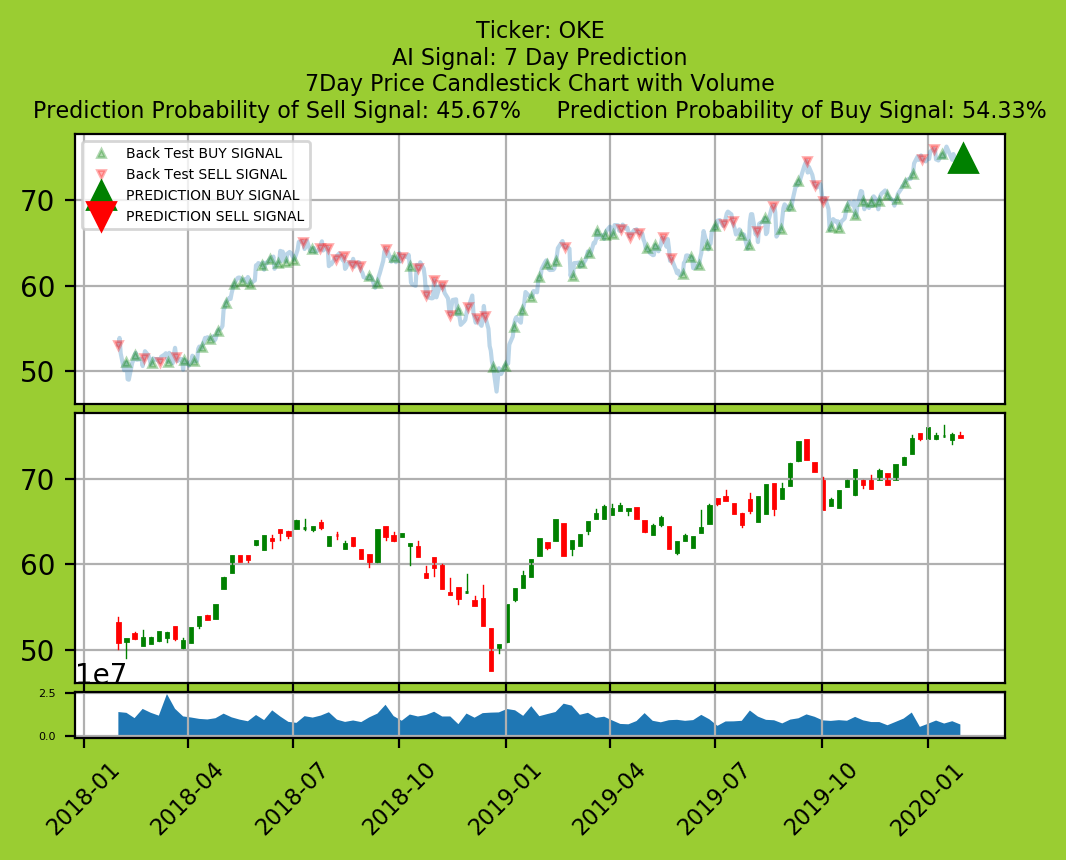 Ticker: OKE
AI Signal: 7 Day Prediction
7Day Price Candlestick Chart with Volume
Prediction Probability of Sell Signal: 45.67%     Prediction Probability of Buy Signal: 54.33%
Back Test BUY SIGNAL
Back Test SELL SIGNAL
PREDICTION BUY SIGNAL
PREDICTION SELL SIGNAL
70
60
50
70
60
50
1e7
2.5
0.0
2018-01 2018-04 2018-07 2018-10 2019-01 2019-04 2019-07 2019-10 2020-01